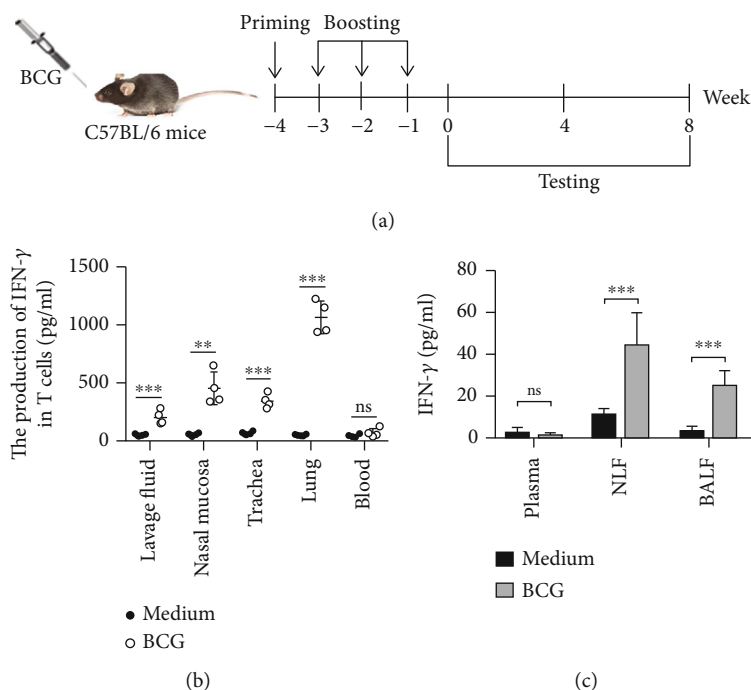 Priming Boosting
BCG
C57BL/6 mice
Week
−4 −3 −2 −1 0 4 8
Testing
(a)
The production of IFN-γ
in T cells (pg/ml)
1500
1000
500
0
***
**
***
***
ns
Lavage fluid
Nasal mucosa
Trachea
Lung
Blood
Medium
BCG
(b)
IFN-γ (pg/ml)
80
60
40
20
0
ns
***
***
Plasma
NLF
BALF
Medium
BCG
(c)